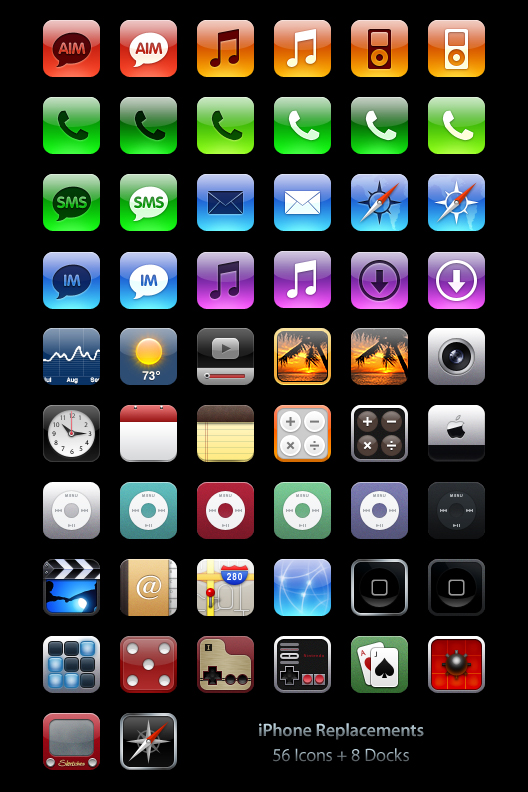 AIM AIM
SMS SMS
IM IM
Jul Aug Se
73°
MENU MENU MENU MENU MENU MENU
@ 280
A J
Sketches
iPhone Replacements
56 Icons + 8 Docks